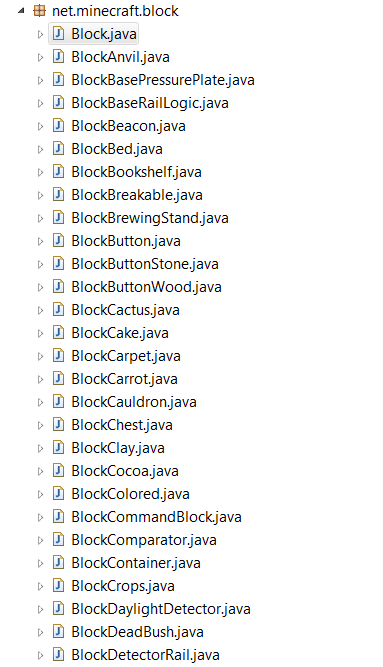 net.minecraft.block
Block.java
BlockAnvil.java
BlockBasePressurePlate.java
BlockBaseRailLogic.java
BlockBeacon.java
BlockBed.java
BlockBookshelf.java
BlockBreakable.java
BlockBrewingStand.java
BlockButton.java
BlockButtonStone.java
BlockButtonWood.java
BlockCactus.java
BlockCake.java
BlockCarpet.java
BlockCarrot.java
BlockCauldron.java
BlockChest.java
BlockClay.java
BlockCocoa.java
BlockColored.java
BlockCommandBlock.java
BlockComparator.java
BlockContainer.java
BlockCrops.java
BlockDaylightDetector.java
BlockDeadBush.java
BlockDetectorRail.java